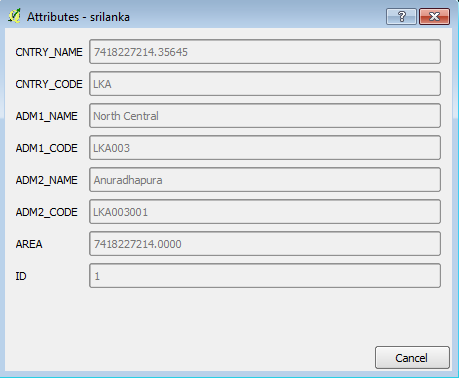 Attributes - srilanka
CNTRY_NAME 7418227214.35645
CNTRY_CODE LKA
ADM1_NAME North Central
ADM1_CODE LKA003
ADM2_NAME Anuradhapura
ADM2_CODE LKA003001
AREA 7418227214.0000
ID 1
Cancel